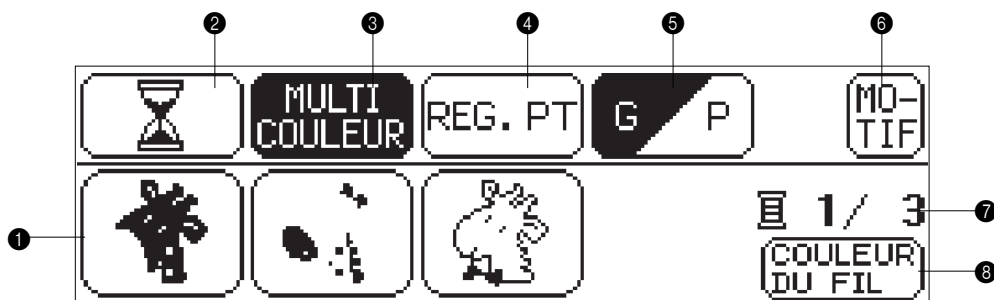 2
3
4
5
6
MULTI
COULEUR
REG. PT
G
P
MO-
TIF
1
1/ 3
7
COULEUR
DU FIL
8